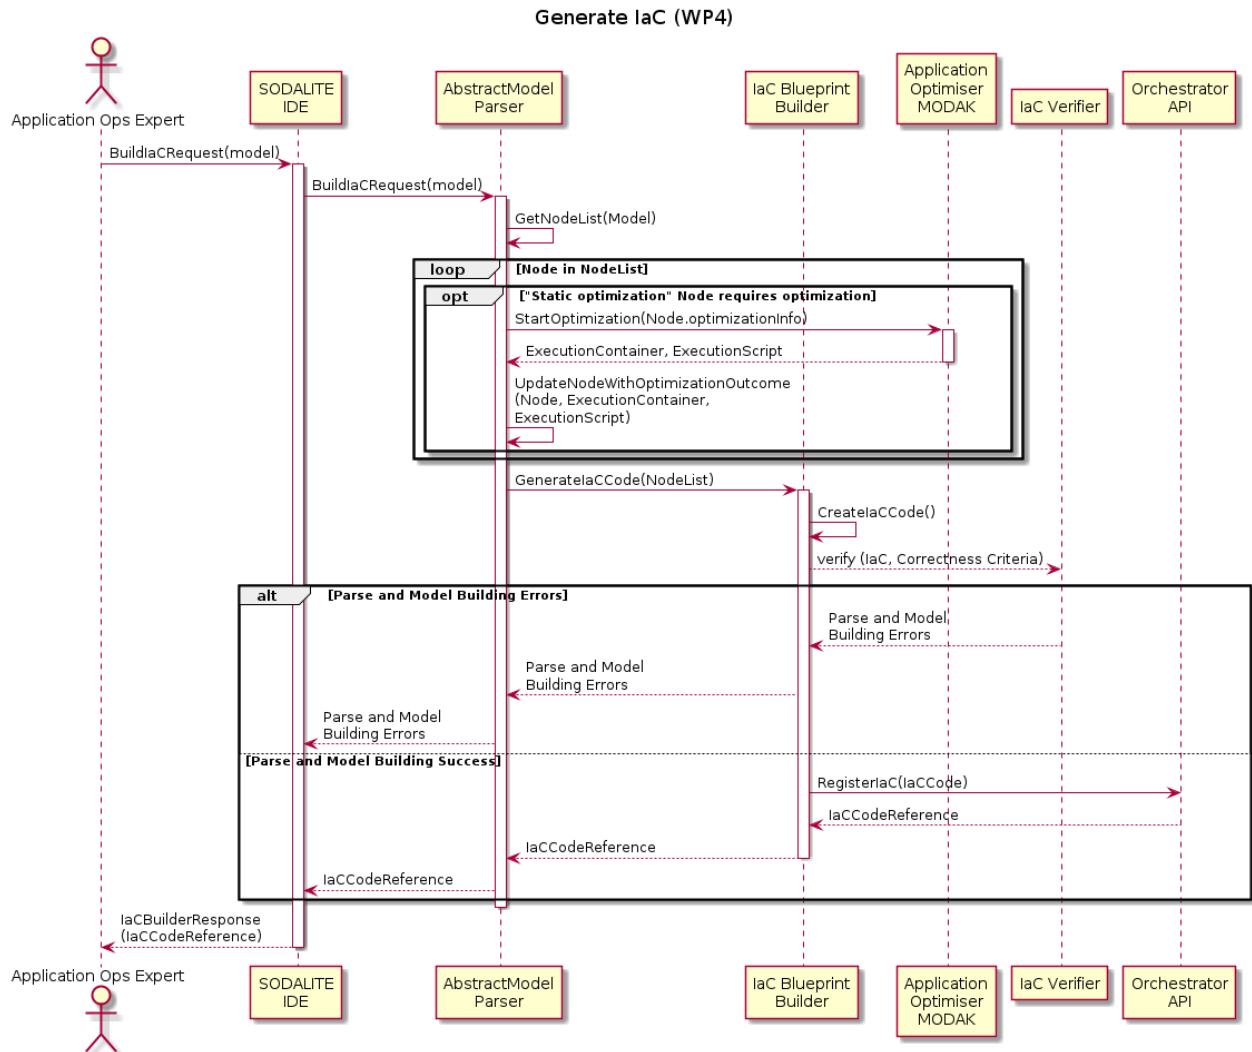 Generate IaC (WP4)
Application Ops Expert
SODALITE
IDE
AbstractModel
Parser
IaC Blueprint
Builder
Application
Optimiser
MODAK
IaC Verifier
Orchestrator
API
BuildIaCRequest(model)
BuildIaCRequest(model)
GetNodeList(Model)
loop
[Node in NodeList]
opt
["Static optimization" Node requires optimization]
StartOptimization(Node.optimizationInfo)
ExecutionContainer, ExecutionScript
UpdateNodeWithOptimizationOutcome
(Node, ExecutionContainer,
ExecutionScript)
GenerateIaCCode(NodeList)
CreateIaCCode()
verify (IaC, Correctness Criteria)
alt
[Parse and Model Building Errors]
Parse and Model
Building Errors
Parse and Model
Building Errors
Parse and Model
Building Errors
[Parse and Model Building Success]
RegisterIaC(IaCCode)
IaCCodeReference
IaCCodeReference
IaCCodeReference
IaCBuilderResponse
(IaCCodeReference)
Application Ops Expert
SODALITE
IDE
AbstractModel
Parser
IaC Blueprint
Builder
Application
Optimiser
MODAK
IaC Verifier
Orchestrator
API